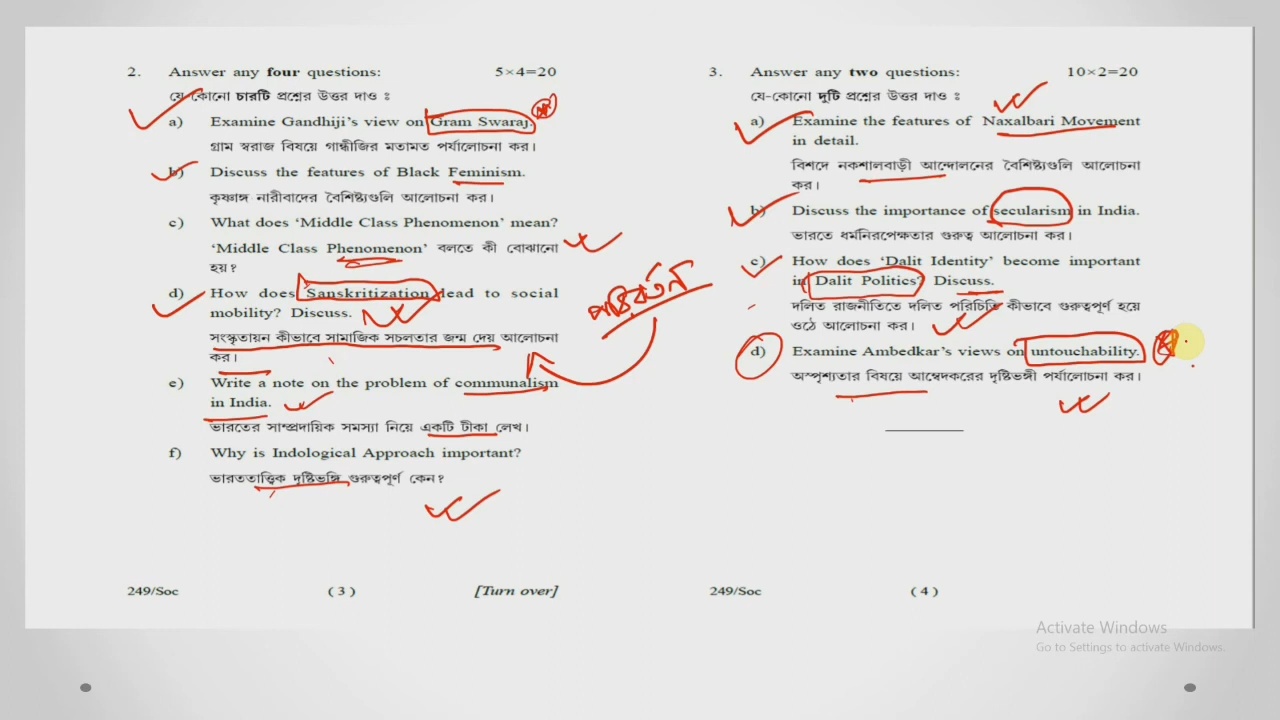 2. Answer any four questions: 5×4=20
যে-কোনো চারটি প্রশ্নের উত্তর দাও ঃ
a) Examine Gandhiji's view on Gram Swaraj.
গ্রাম স্বরাজ বিষয়ে গান্ধীজির মতামত পর্যালোচনা কর।
b) Discuss the features of Black Feminism.
কৃষ্ণাঙ্গ নারীবাদের বৈশিষ্ট্যগুলি আলোচনা কর।
c) What does 'Middle Class Phenomenon' mean?
'Middle Class Phenomenon' বলতে কী বোঝানো
হয়?
d) How does Sanskritization lead to social
mobility? Discuss.
সংস্কৃতায়ন কীভাবে সামাজিক সচলতার জন্ম দেয় আলোচনা
কর।
পরিবর্তন
e) Write a note on the problem of communalism
in India.
ভারতের সাম্প্রদায়িক সমস্যা নিয়ে একটি টীকা লেখ।
f) Why is Indological Approach important?
ভারততাত্ত্বিক দৃষ্টিভঙ্গি গুরুত্বপূর্ণ কেন?
249/Soc ( 3 ) [Turn over]
3. Answer any two questions: 10×2=20
যে-কোনো দুটি প্রশ্নের উত্তর দাও ঃ
a) Examine the features of Naxalbari Movement
in detail.
বিশদে নকশালবাড়ী আন্দোলনের বৈশিষ্ট্যগুলি আলোচনা
কর।
b) Discuss the importance of secularism in India.
ভারতে ধর্মনিরপেক্ষতার গুরুত্ব আলোচনা কর।
c) How does 'Dalit Identity' become important
in Dalit Politics? Discuss.
দলিত রাজনীতিতে দলিত পরিচিতি কীভাবে গুরুত্বপূর্ণ হয়ে
ওঠে আলোচনা কর।
d) Examine Ambedkar's views on untouchability.
অস্পৃশ্যতার বিষয়ে আম্বেদকরের দৃষ্টিভঙ্গী পর্যালোচনা কর।
249/Soc ( 4 )
Activate Windows
Go to Settings to activate Windows.